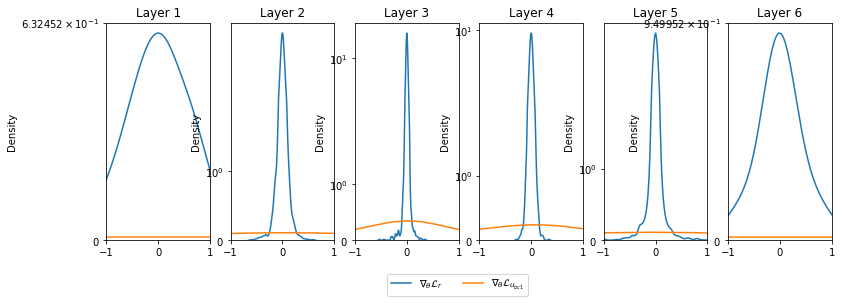 Layer 1
Layer 2
Layer 3
Layer 4
Layer 5
Layer 6
6.32452 × 10⁻¹
9.49952 × 10⁻¹
10¹
10¹
10⁰
10⁰
10⁰
10⁰
Density
Density
Density
Density
Density
Density
0
0
0
0
0
0
−1 0 1
−1 0 1
−1 0 1
−1 0 1
−1 0 1
−1 0 1
∇θℒr
∇θℒu_bc1